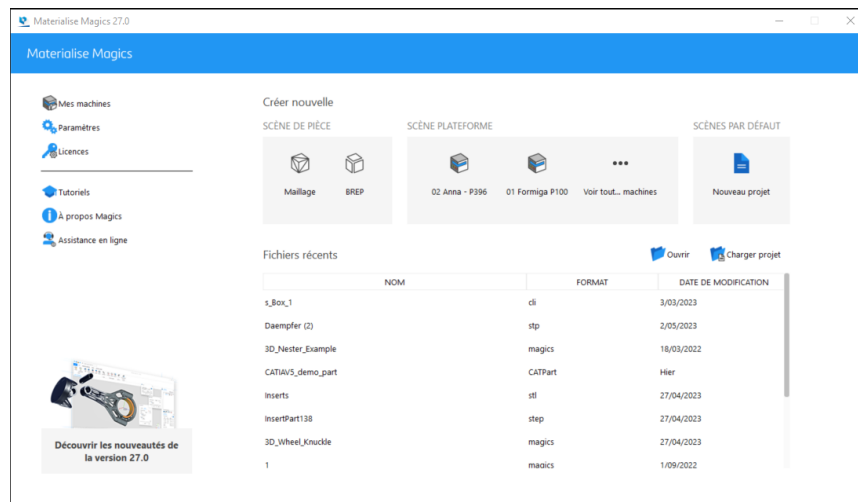 Materialise Magics 27.0
Materialise Magics
Mes machines
Paramètres
Licences
Tutoriels
À propos Magics
Assistance en ligne
Découvrir les nouveautés de
la version 27.0
Créer nouvelle
SCÈNE DE PIÈCE
SCÈNE PLATEFORME
SCÈNES PAR DÉFAUT
Maillage
BREP
02 Anna - P396
01 Formiga P100
Voir tout... machines
Nouveau projet
Fichiers récents
Ouvrir
Charger projet
NOM FORMAT DATE DE MODIFICATION
s_Box_1 cli 3/03/2023
Daempfer (2) stp 2/05/2023
3D_Nester_Example magics 18/03/2022
CATIAV5_demo_part CATPart Hier
Inserts stl 27/04/2023
InsertPart138 step 27/04/2023
3D_Wheel_Knuckle magics 27/04/2023
1 magics 1/09/2022